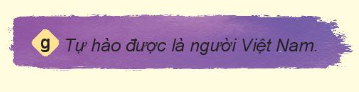 g Tự hào được là người Việt Nam.